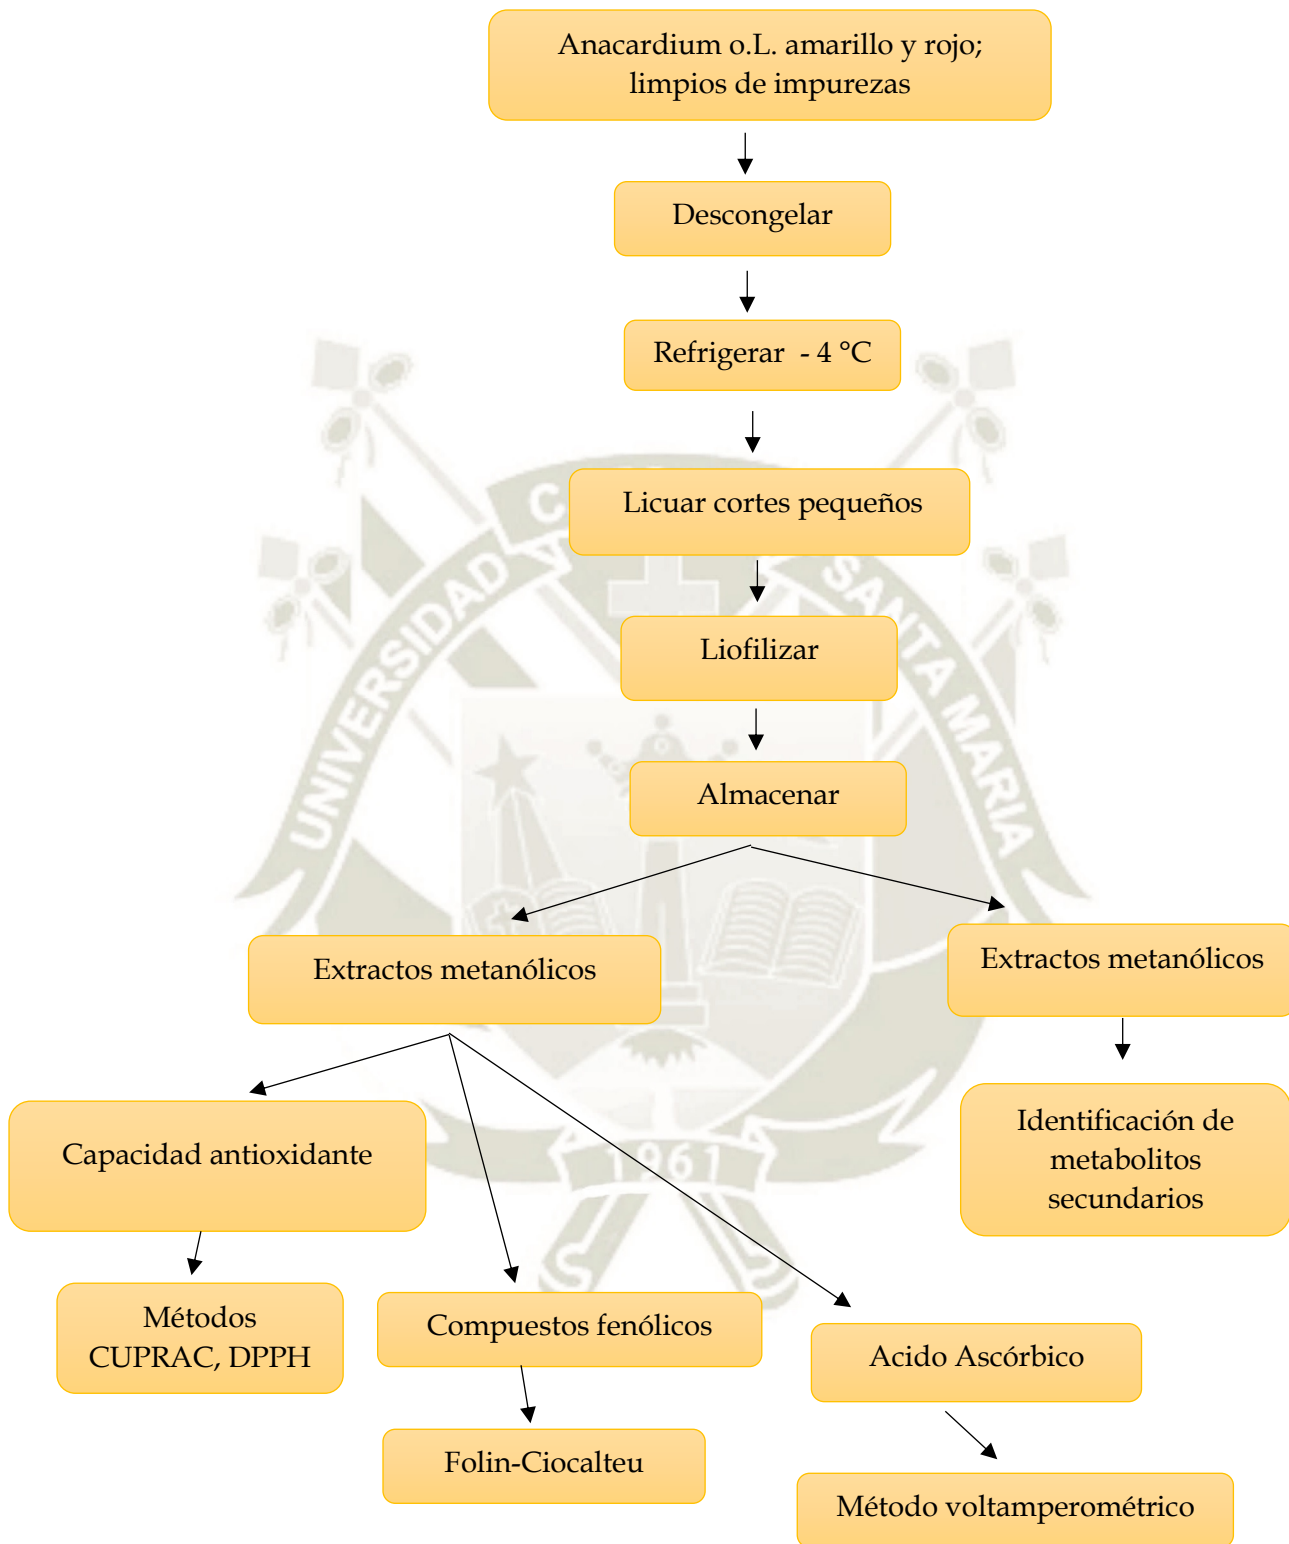 Anacardium o.L. amarillo y rojo;
limpios de impurezas
Descongelar
Refrigerar - 4 °C
Licuar cortes pequeños
Liofilizar
Almacenar
Extractos metanólicos
Extractos metanólicos
Capacidad antioxidante
Identificación de
metabolitos
secundarios
Métodos
CUPRAC, DPPH
Compuestos fenólicos
Acido Ascórbico
Folin-Ciocalteu
Método voltamperométrico
UNIVERSIDAD
SANTA MARIA
1961